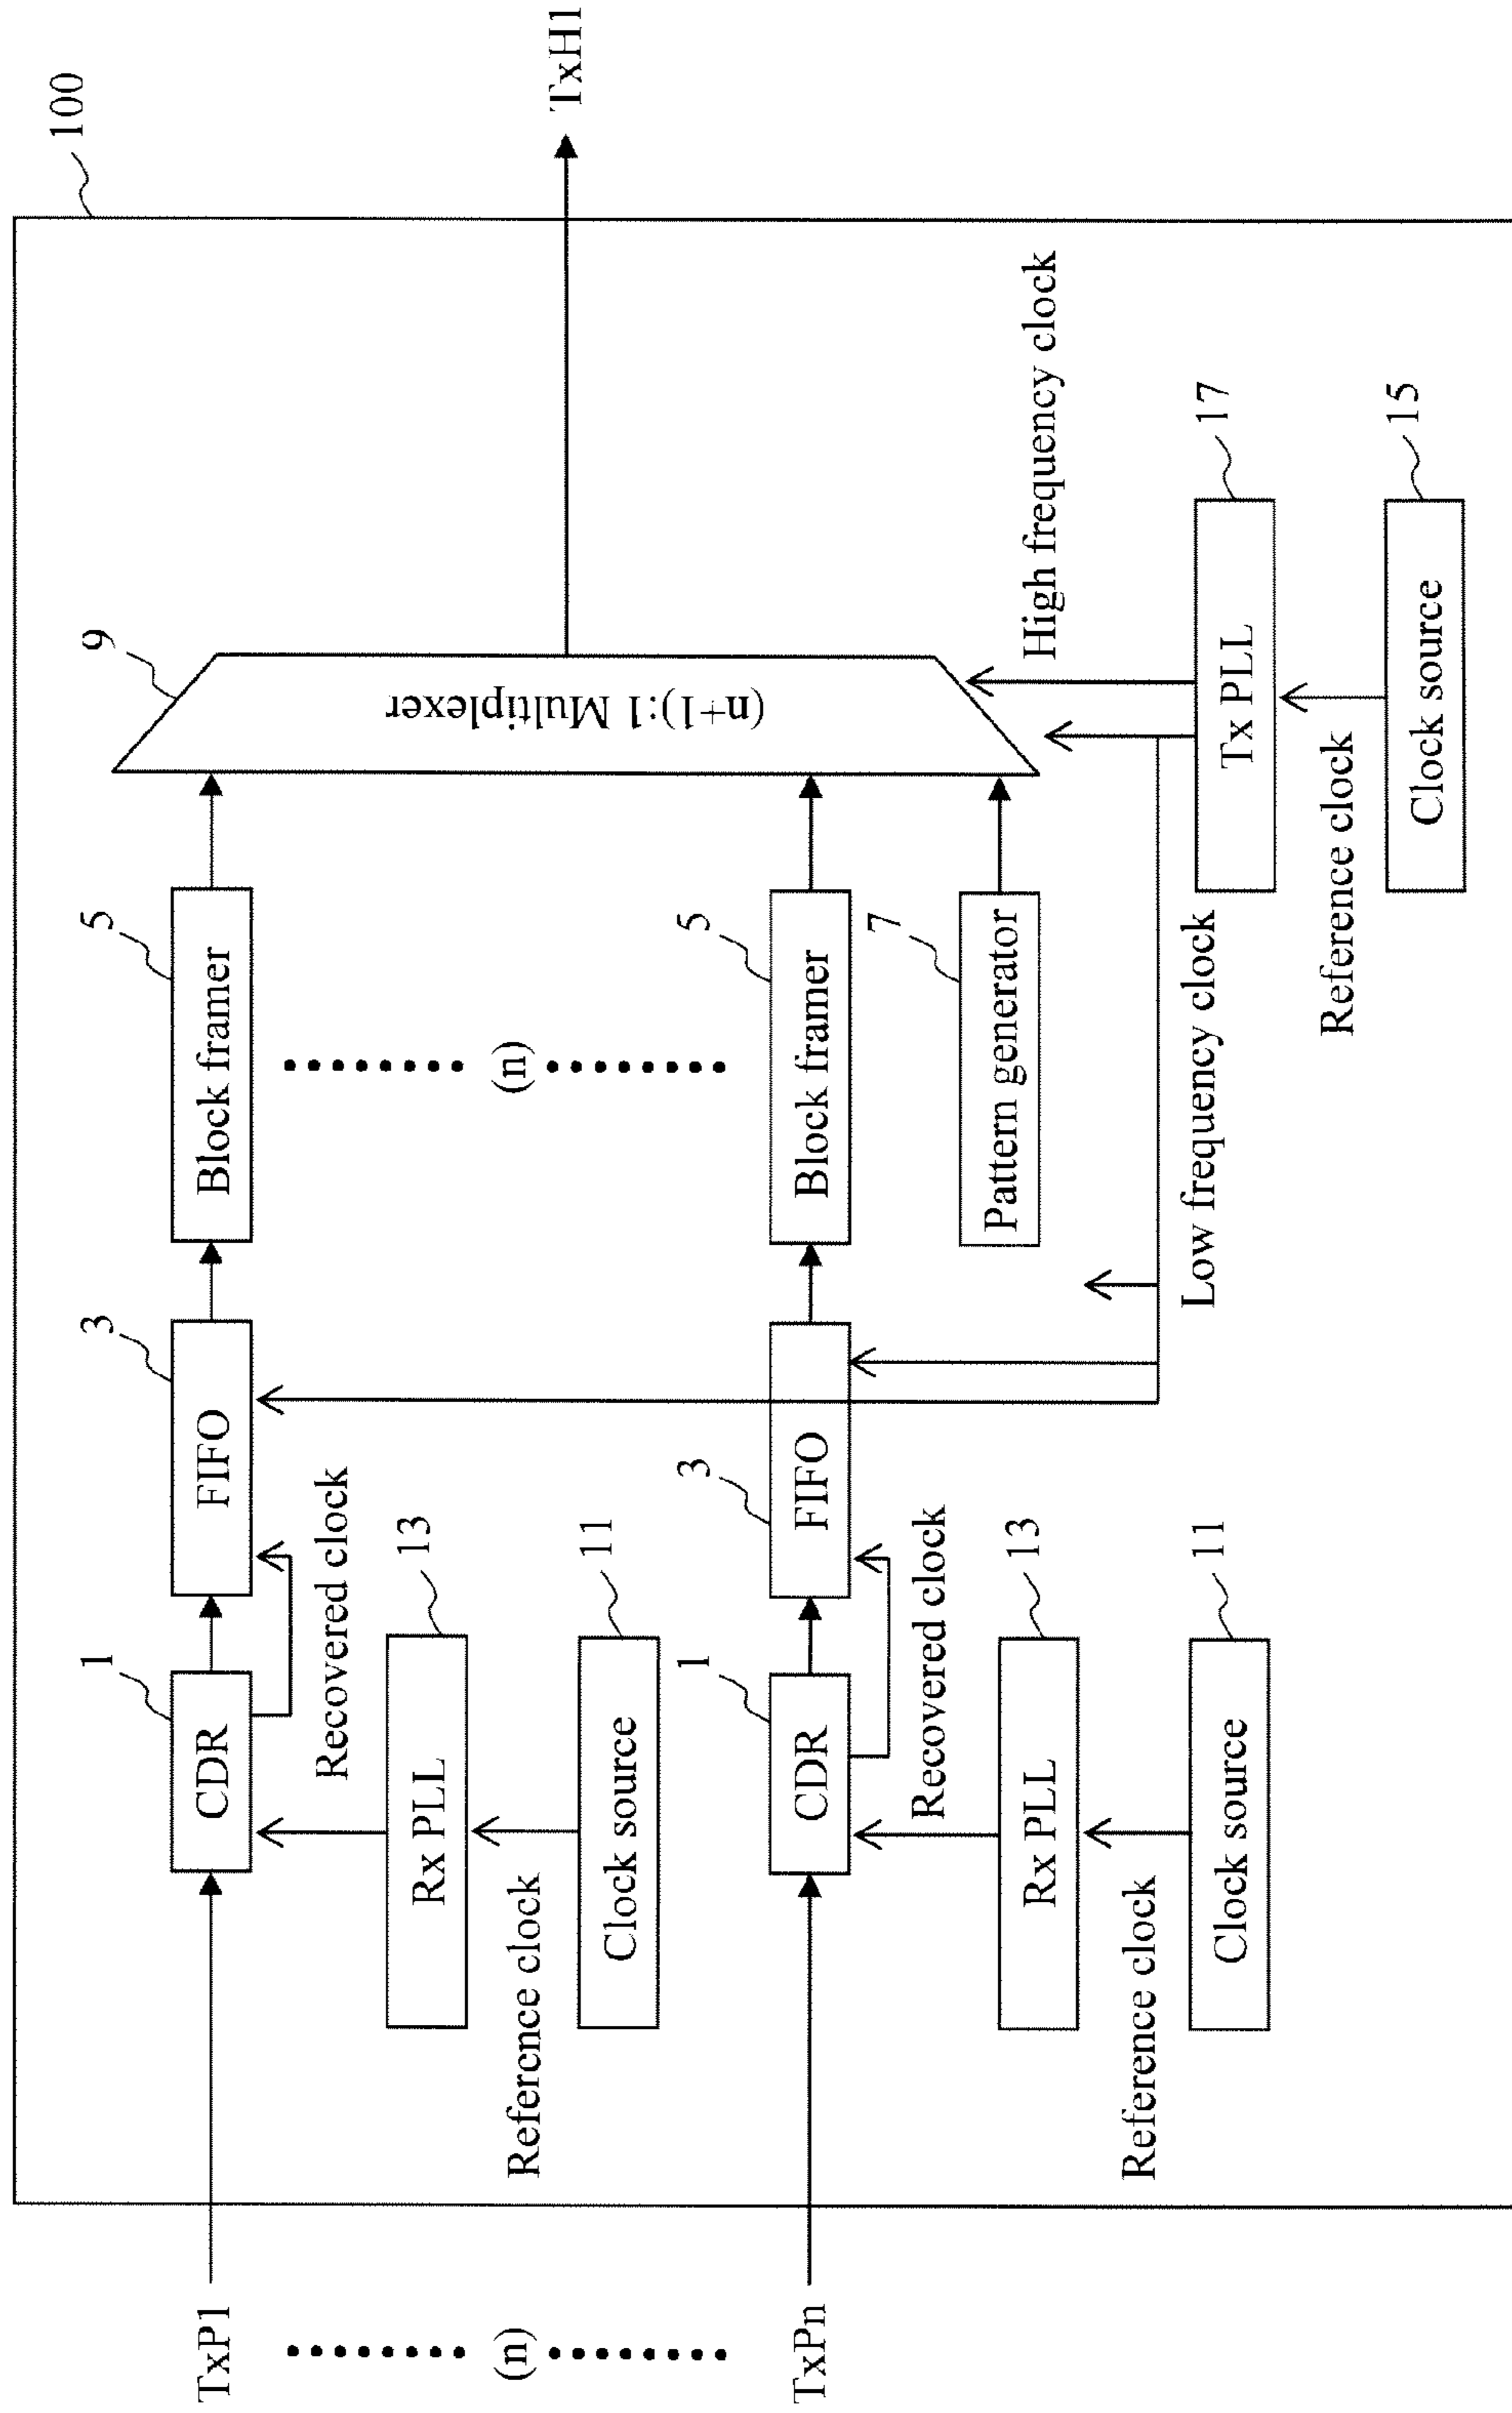 100
TxP1
1
CDR
3
FIFO
5
Block framer
9
(n+1):1 Multiplexer
TxH1
Recovered clock
Rx PLL
13
Reference clock
Clock source
11
(n)
(n)
TxPn
1
CDR
3
FIFO
5
Block framer
7
Pattern generator
Recovered clock
Rx PLL
13
Reference clock
Clock source
11
Low frequency clock
High frequency clock
Tx PLL
17
Reference clock
Clock source
15